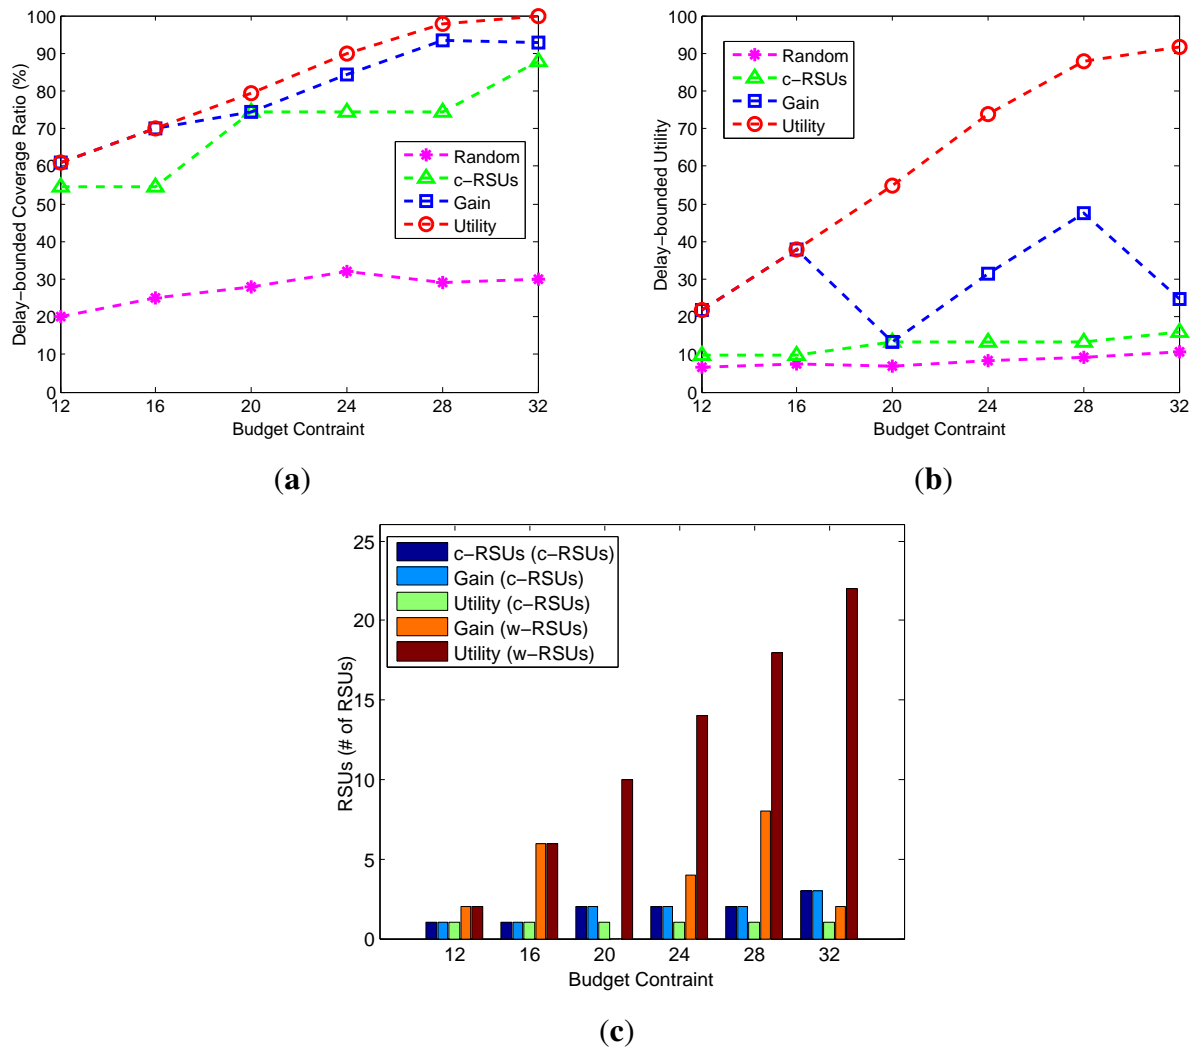 100
90
80
70
60
50
40
30
20
10
0
Delay−bounded Coverage Ratio (%)
Random
c−RSUs
Gain
Utility
12 16 20 24 28 32
Budget Contraint
(a)
100
90
80
70
60
50
40
30
20
10
0
Delay−bounded Utility
Random
c−RSUs
Gain
Utility
12 16 20 24 28 32
Budget Contraint
(b)
25
20
15
10
5
0
RSUs (# of RSUs)
c−RSUs (c−RSUs)
Gain (c−RSUs)
Utility (c−RSUs)
Gain (w−RSUs)
Utility (w−RSUs)
12 16 20 24 28 32
Budget Contraint
(c)